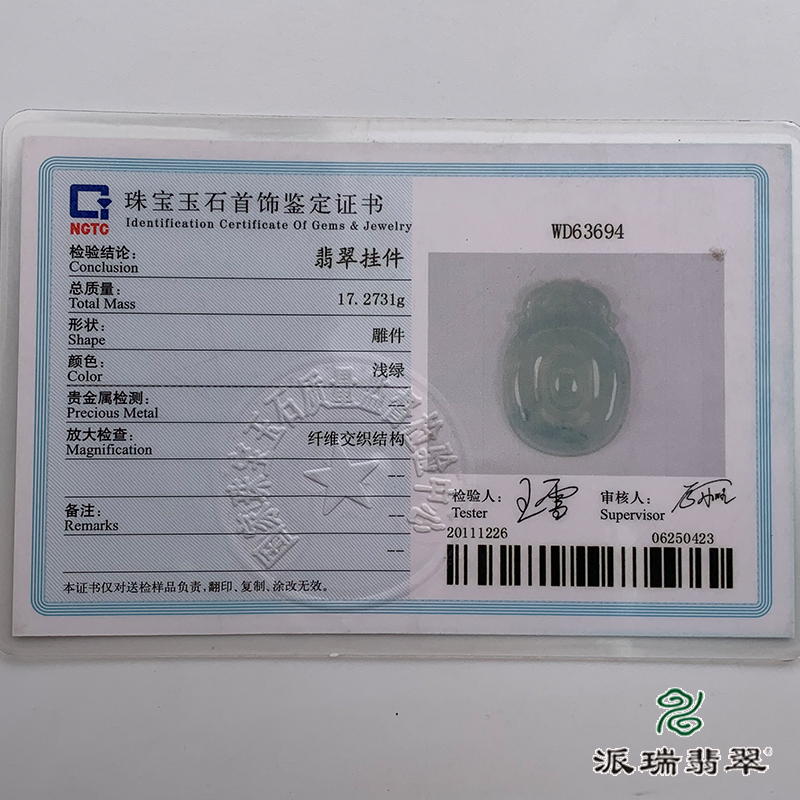 NGTC
珠宝玉石首饰鉴定证书
Identification Certificate Of Gems & Jewelry
检验结论: 翡翠挂件
Conclusion
总质量: 17.2731g
Total Mass
形状: 雕件
Shape
颜色: 浅绿
Color
贵金属检测: --
Precious Metal
放大检查: 纤维交织结构
Magnification
--
备注: --
Remarks
--
本证书仅对送检样品负责,翻印、复制、涂改无效。
WD63694
检验人: 王雪
Tester
审核人:
Supervisor
20111226
06250423
派瑞翡翠®